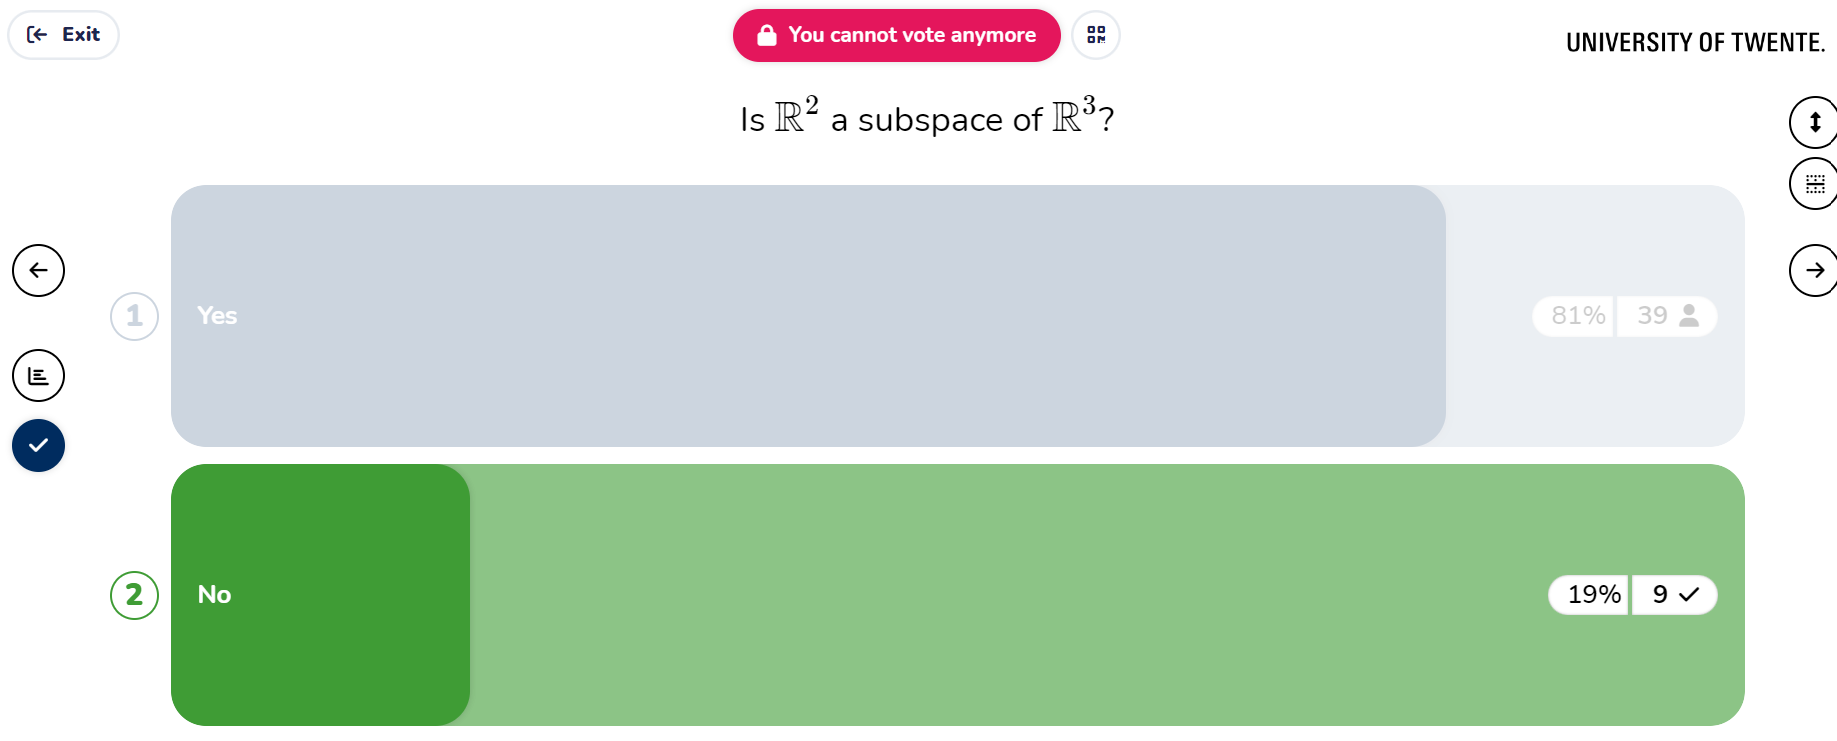 Exit
You cannot vote anymore
UNIVERSITY OF TWENTE.
Is ℝ² a subspace of ℝ³?
1
Yes
81% 39
2
No
19% 9